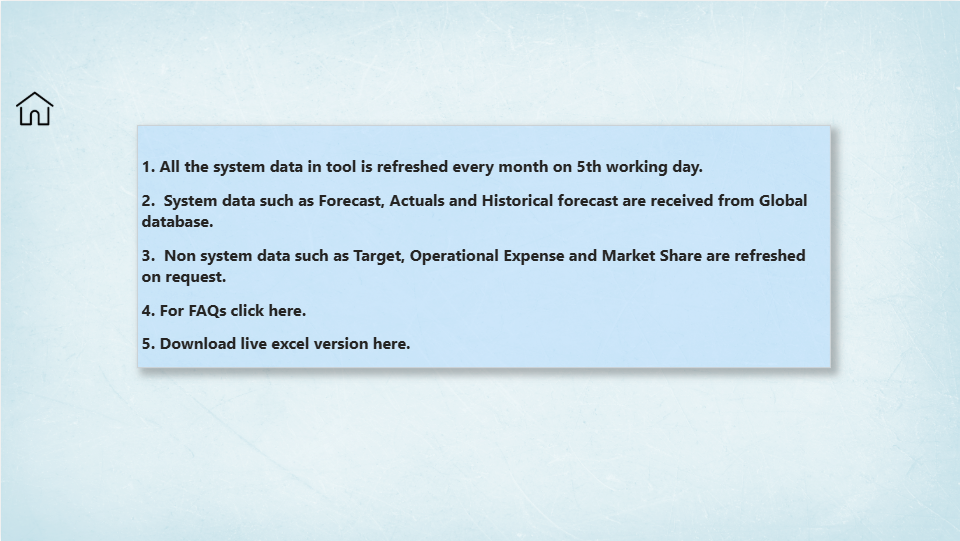 1. All the system data in tool is refreshed every month on 5th working day.
2.  System data such as Forecast, Actuals and Historical forecast are received from Global
database.
3.  Non system data such as Target, Operational Expense and Market Share are refreshed
on request.
4. For FAQs click here.
5. Download live excel version here.